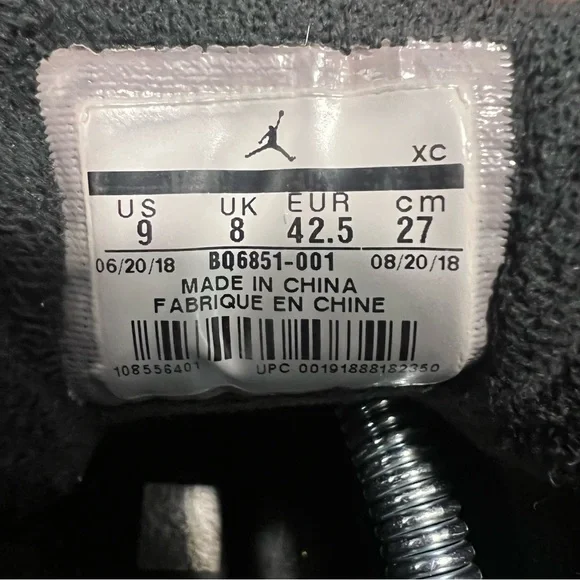 XC
US UK EUR cm
9 8 42.5 27
06/20/18 BQ6851-001 08/20/18
MADE IN CHINA
FABRIQUE EN CHINE
108556401 UPC 00191888182350